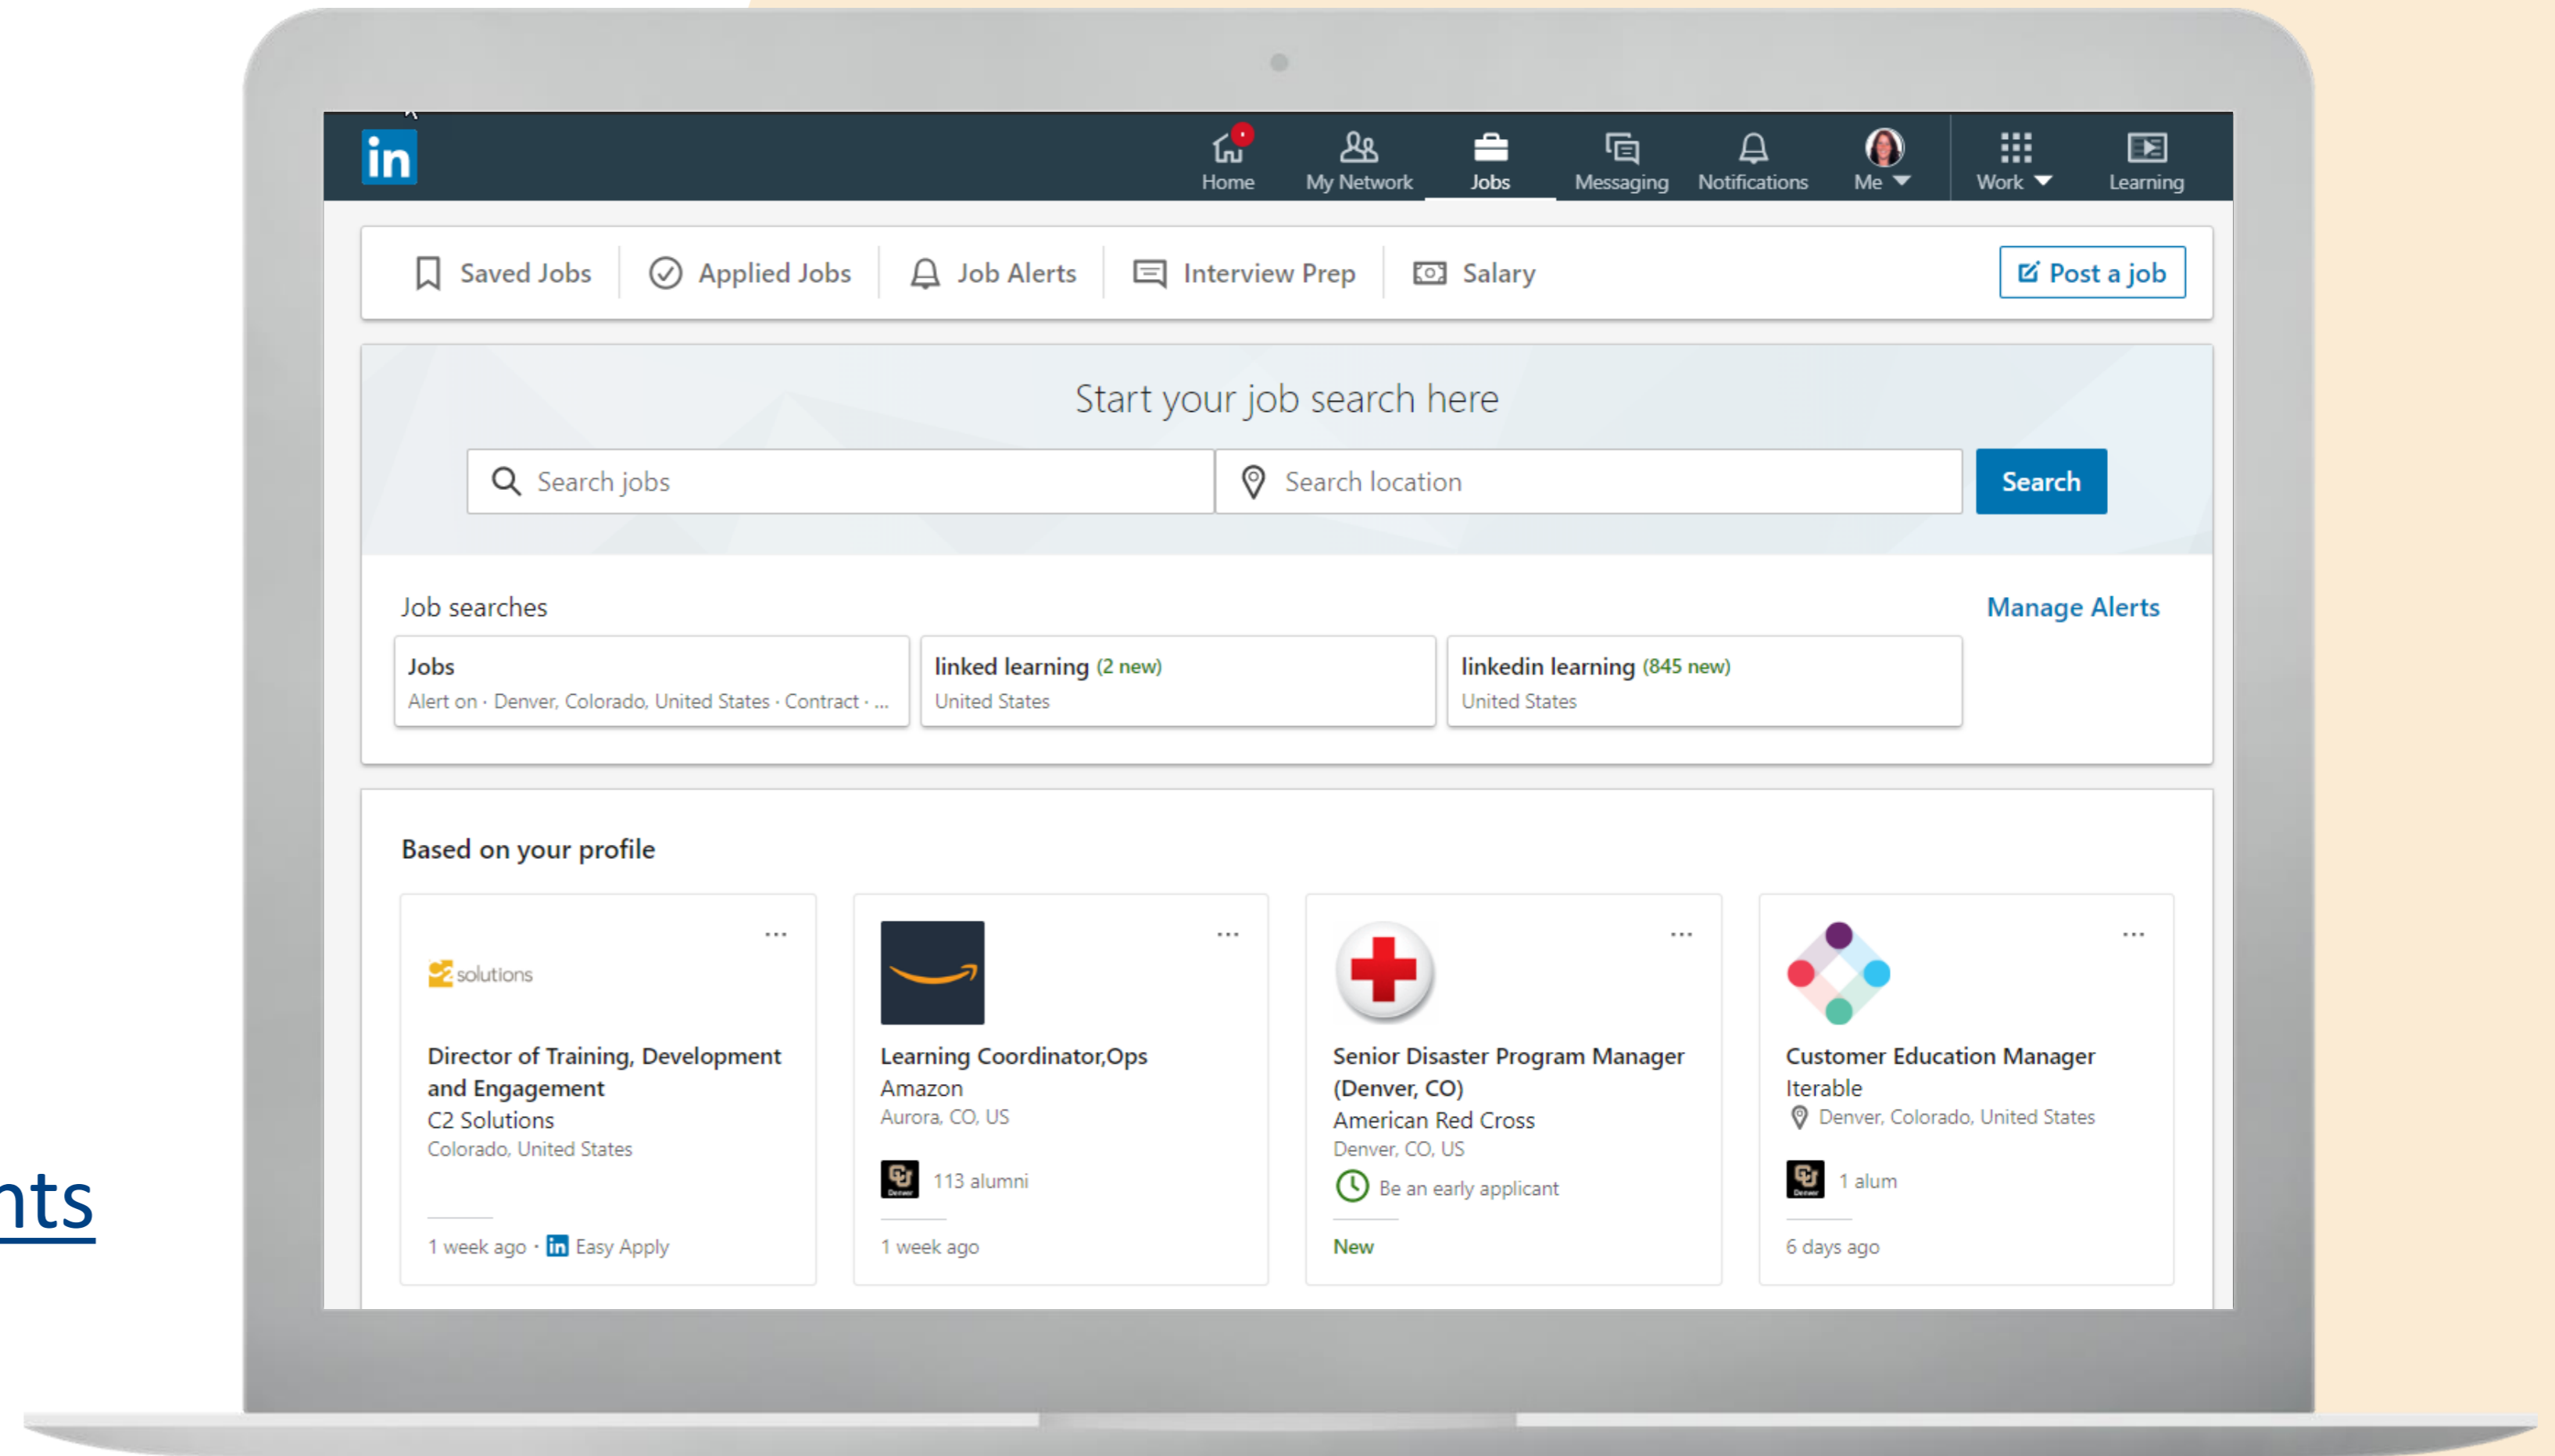 in
Home
My Network
Jobs
Messaging
Notifications
Me
Work
Learning
Saved Jobs
Applied Jobs
Job Alerts
Interview Prep
Salary
Post a job
Start your job search here
Search jobs
Search location
Search
Job searches
Manage Alerts
Jobs
Alert on · Denver, Colorado, United States · Contract · ...
linked learning (2 new)
United States
linkedin learning (845 new)
United States
Based on your profile
C2 solutions
Director of Training, Development
and Engagement
C2 Solutions
Colorado, United States
1 week ago · in Easy Apply
Learning Coordinator,Ops
Amazon
Aurora, CO, US
CU Denver
113 alumni
1 week ago
Senior Disaster Program Manager
(Denver, CO)
American Red Cross
Denver, CO, US
Be an early applicant
New
Customer Education Manager
Iterable
Denver, Colorado, United States
CU Denver
1 alum
6 days ago
nts